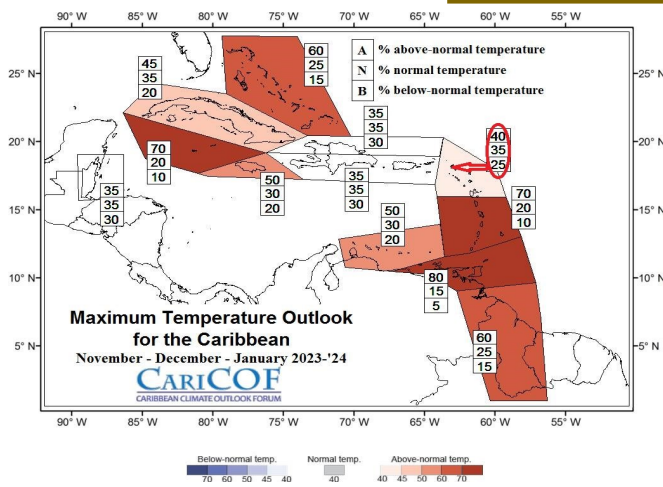 90° W 85° W 80° W 75° W 70° W 65° W 60° W 55° W
25° N
20° N
15° N
10° N
5° N
25° N
20° N
15° N
10° N
5° N
A % above-normal temperature
N % normal temperature
B % below-normal temperature
60
25
15
45
35
20
35
35
30
40
35
25
70
20
10
50
30
20
35
35
30
35
35
30
70
20
10
50
30
20
80
15
5
60
25
15
Maximum Temperature Outlook
for the Caribbean
November - December - January 2023-'24
CARICOF
CARIBBEAN CLIMATE OUTLOOK FORUM
90° W 85° W 80° W 75° W 70° W 65° W 60° W 55° W
Below-normal temp. Normal temp. Above-normal temp.
70 60 50 45 40 40 40 45 50 60 70